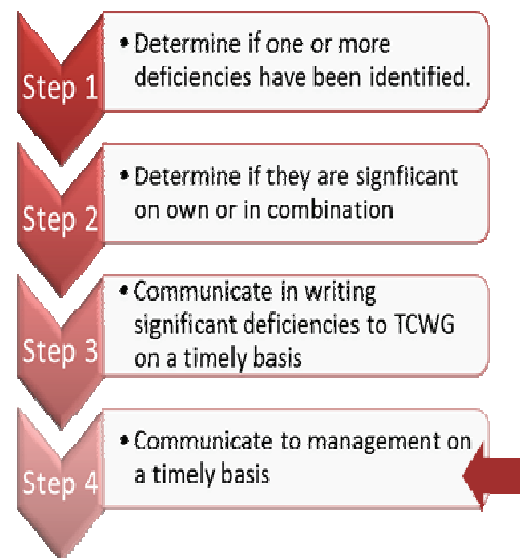 Step 1
• Determine if one or more
deficiencies have been identified.
Step 2
• Determine if they are signfiicant
on own or in combination
Step 3
• Communicate in writing
significant deficiencies to TCWG
on a timely basis
Step 4
• Communicate to management on
a timely basis